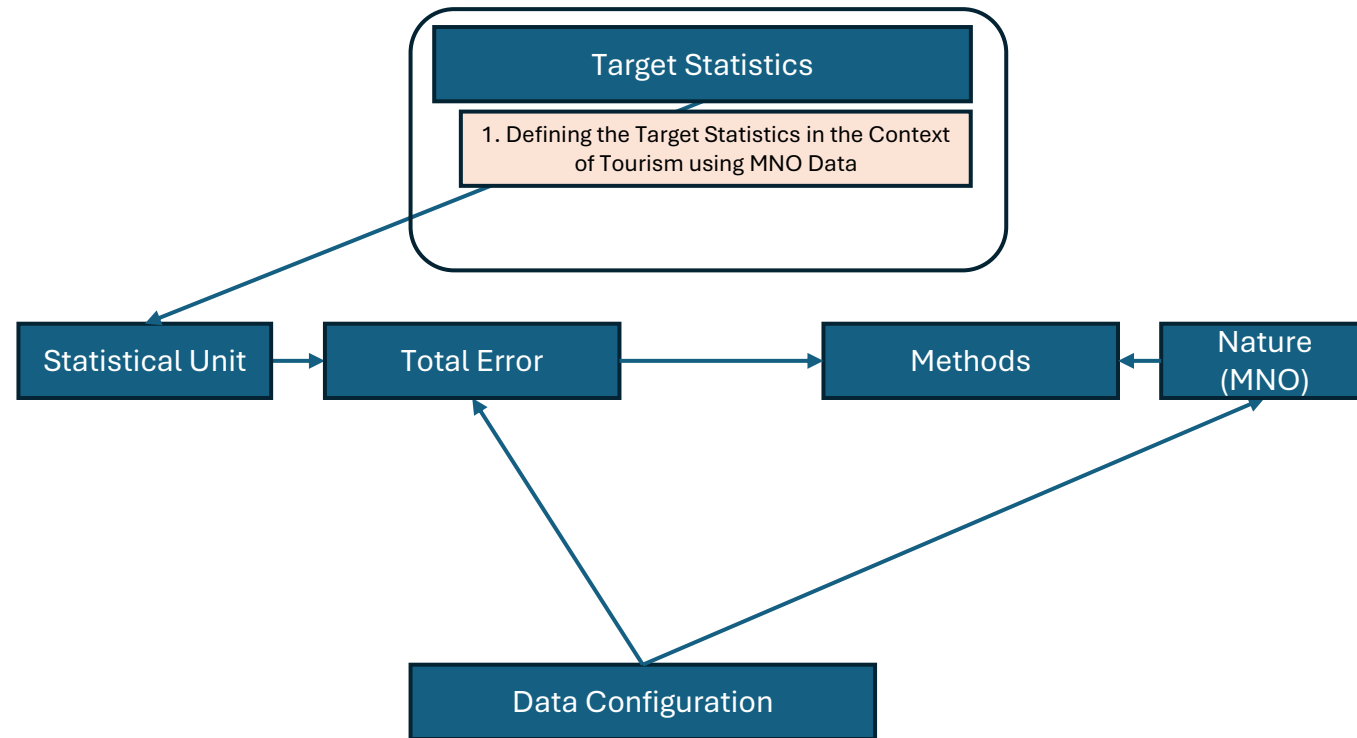 Target Statistics
1. Defining the Target Statistics in the Context
of Tourism using MNO Data
Statistical Unit
Total Error
Methods
Nature
(MNO)
Data Configuration